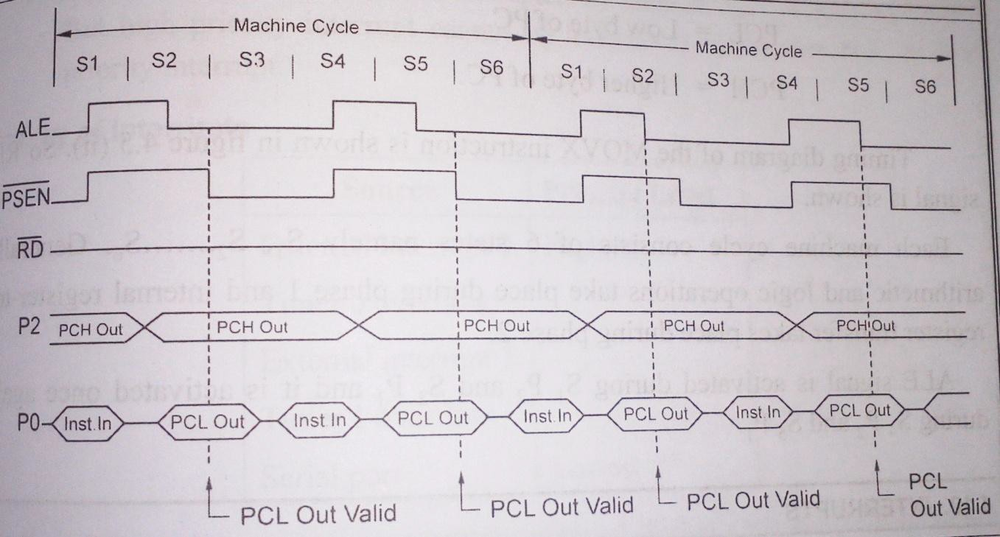 Machine Cycle
Machine Cycle
S1 | S2 | S3 | S4 | S5 | S6
S1 | S2 | S3 | S4 | S5 | S6
ALE
P̅S̅E̅N̅
R̅D̅
P2 PCH Out PCH Out PCH Out PCH Out PCH Out
P0 Inst.In PCL Out Inst.In PCL Out Inst.In PCL Out Inst.In PCL Out
PCL Out Valid
PCL Out Valid
PCL Out Valid
PCL
Out Valid